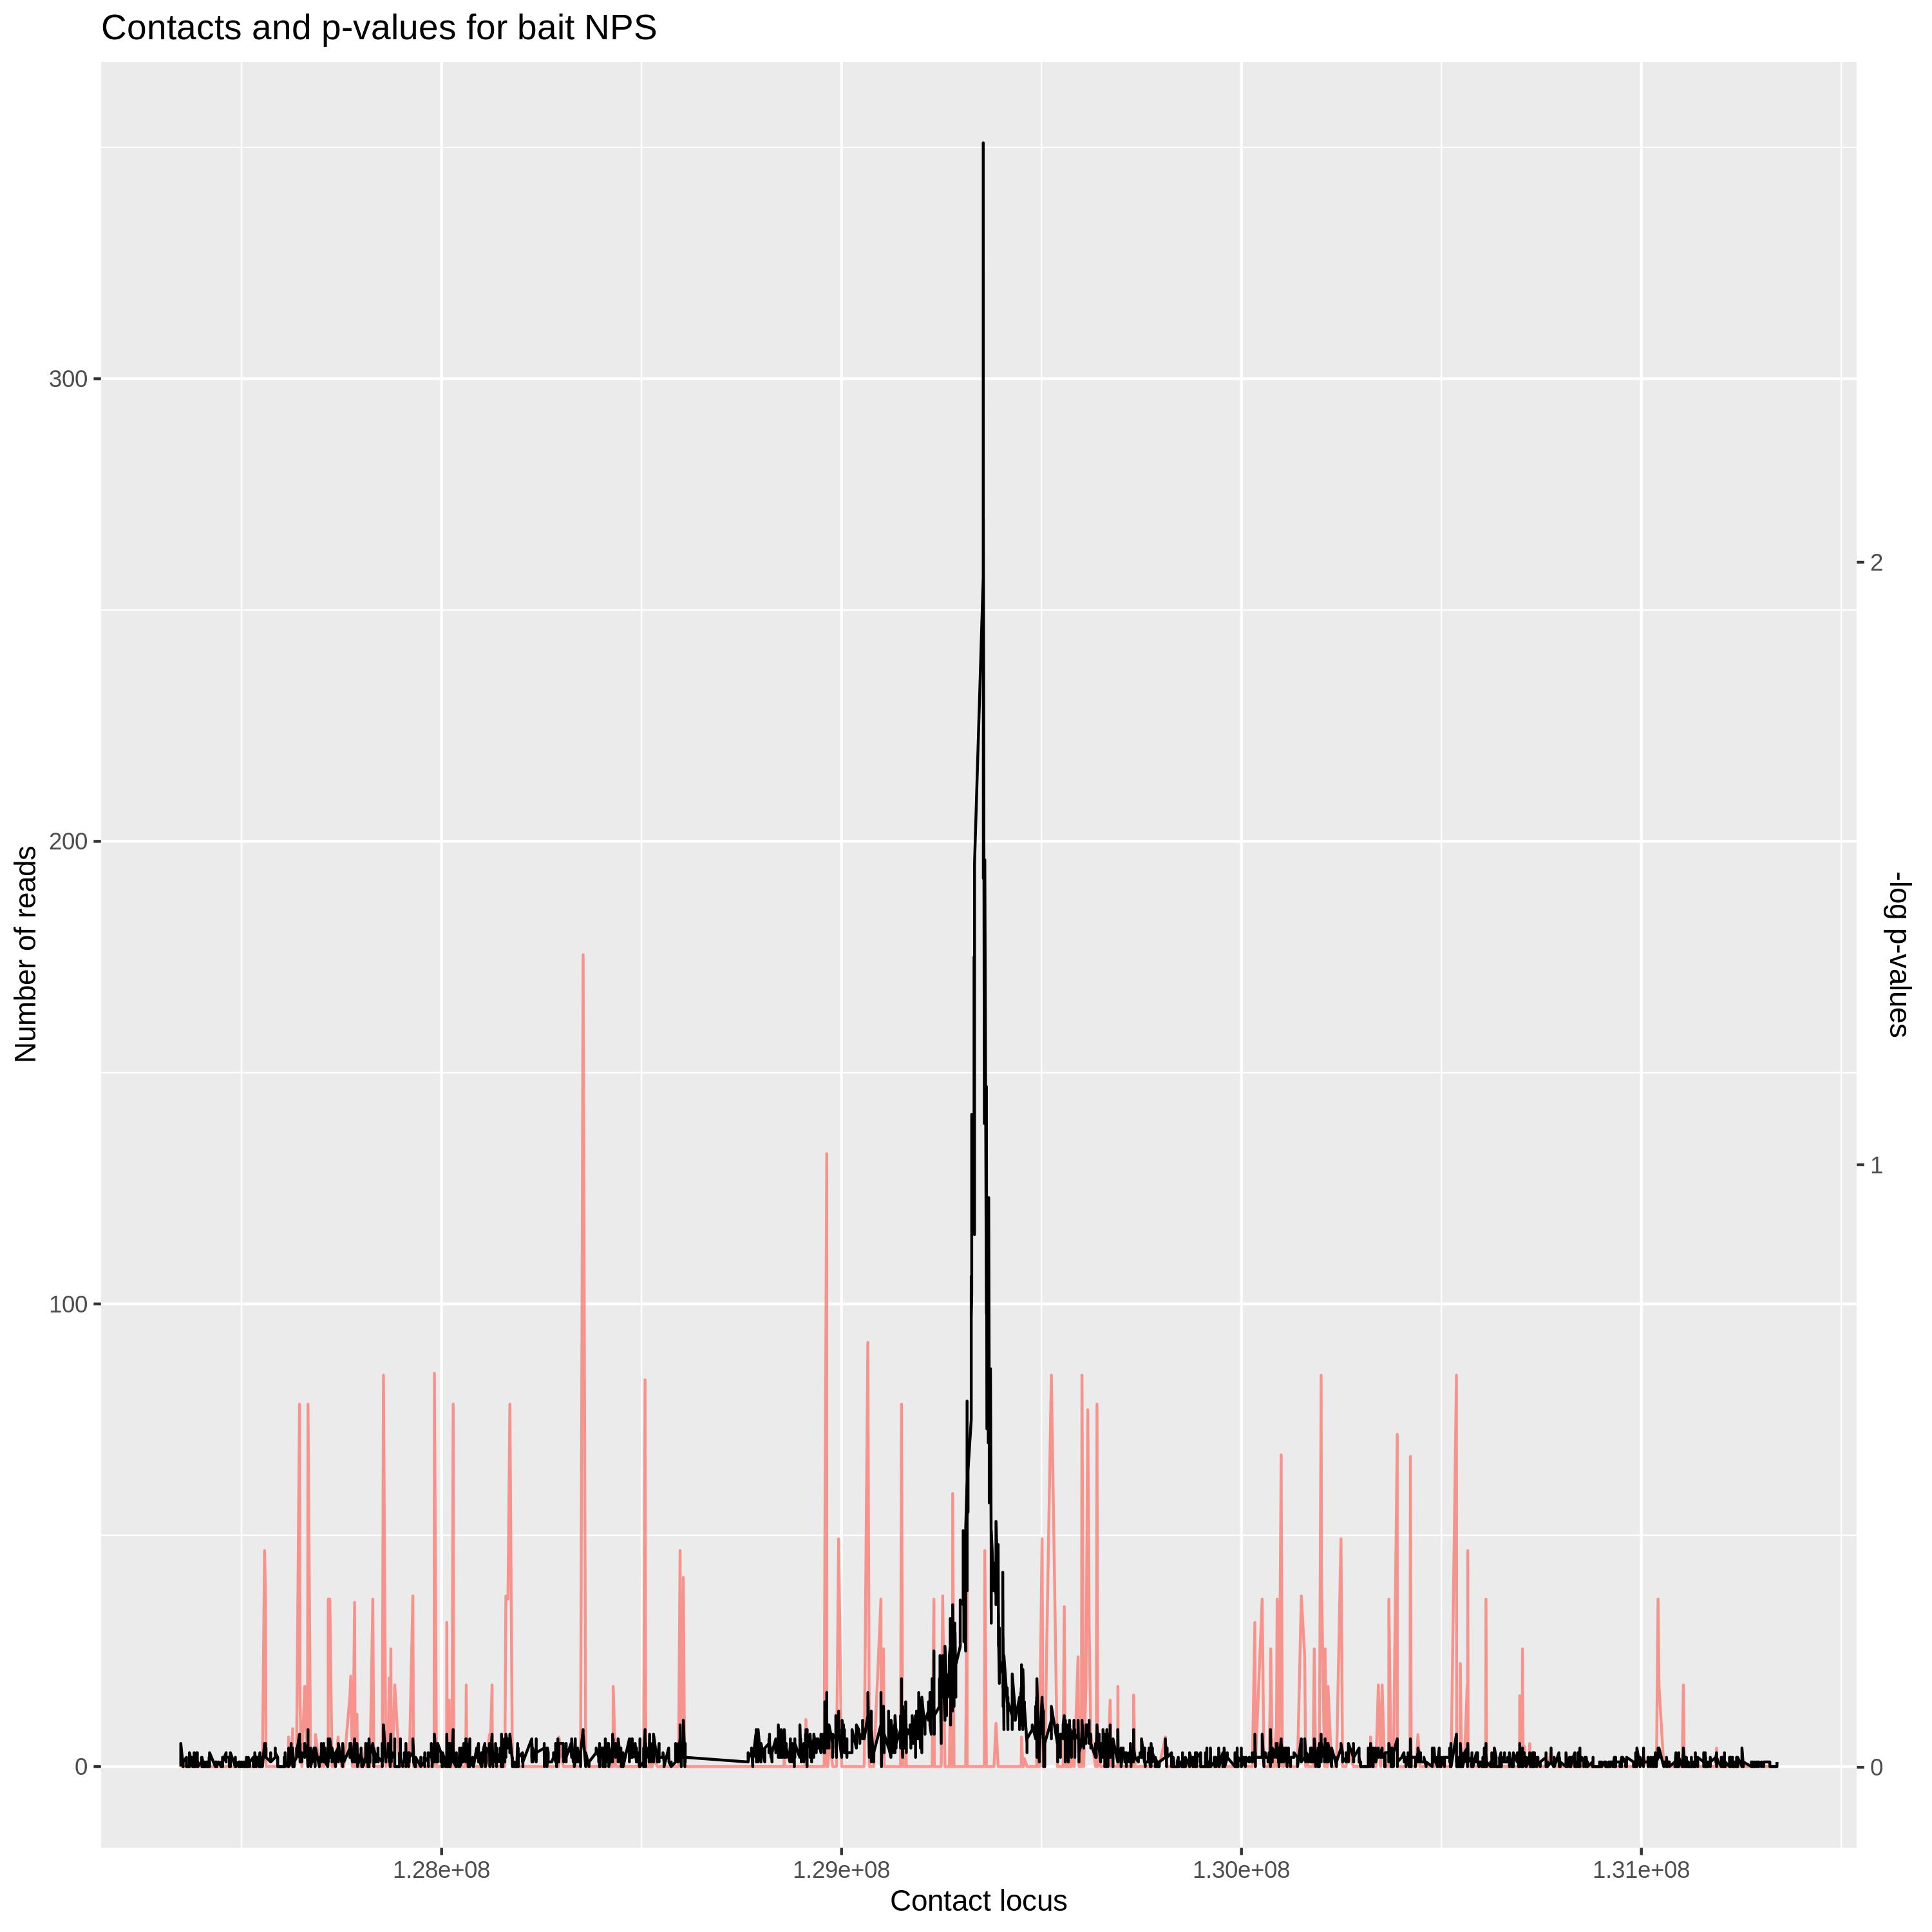 Contacts and p-values for bait NPS
300
200
100
0
Number of reads
2
1
0
-log p-values
1.28e+08
1.29e+08
1.30e+08
1.31e+08
Contact locus